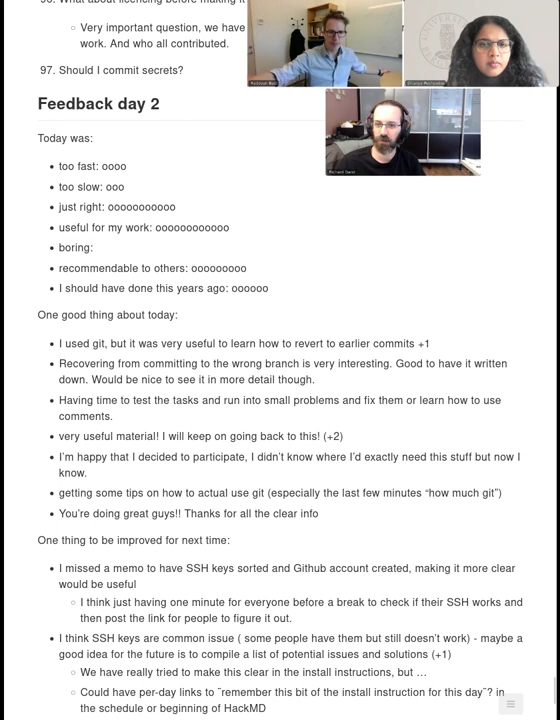 Very important question, we have
work. And who all contributed.
97. Should I commit secrets?
Feedback day 2
Today was:
too fast: oooo
too slow: ooo
just right: ooooooooooo
useful for my work: oooooooooooo
boring:
recommendable to others: ooooooooo
I should have done this years ago: oooooo
One good thing about today:
I used git, but it was very useful to learn how to revert to earlier commits +1
Recovering from committing to the wrong branch is very interesting. Good to have it written
down. Would be nice to see it in more detail though.
Having time to test the tasks and run into small problems and fix them or learn how to use
comments.
very useful material! I will keep on going back to this! (+2)
I'm happy that I decided to participate, I didn't know where I'd exactly need this stuff but now I
know.
getting some tips on how to actual use git (especially the last few minutes “how much git”)
You're doing great guys!! Thanks for all the clear info
One thing to be improved for next time:
I missed a memo to have SSH keys sorted and Github account created, making it more clear
would be useful
I think just having one minute for everyone before a break to check if their SSH works and
then post the link for people to figure it out.
I think SSH keys are common issue ( some people have them but still doesn't work) - maybe a
good idea for the future is to compile a list of potential issues and solutions (+1)
We have really tried to make this clear in the install instructions, but …
Could have per-day links to ¨remember this bit of the install instruction for this day¨? in
the schedule or beginning of HackMD